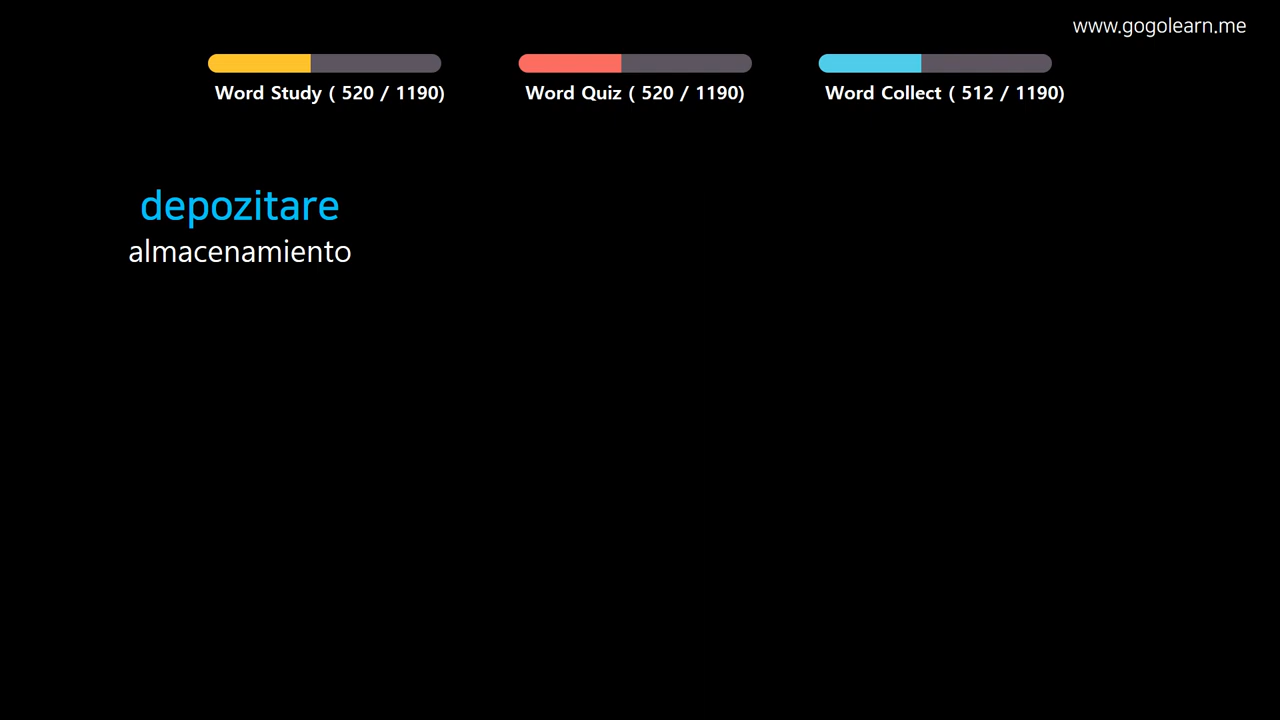 www.gogolearn.me
Word Study ( 520 / 1190)
Word Quiz ( 520 / 1190)
Word Collect ( 512 / 1190)
depozitare
almacenamiento